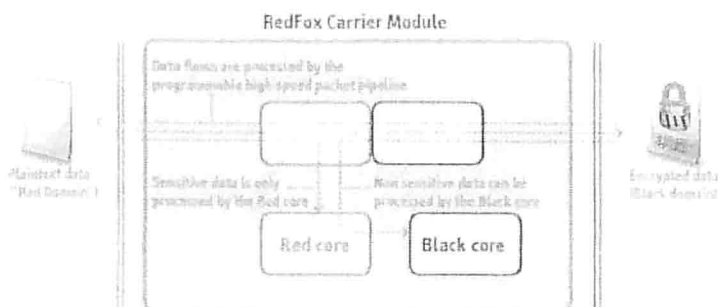 RedFox Carrier Module
Data flows are processed by the
programmable high speed packet pipeline
Plaintext data
"Red Domain")
Encrypted data
(Black domain)
Sensitive data is only
processed by the Red core
Non sensitive data can be
processed by the Black core
Red core
Black core